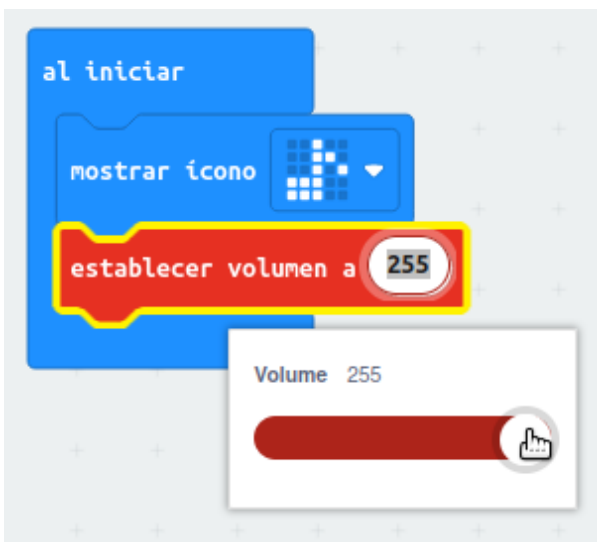 al iniciar
mostrar ícono
establecer volumen a 255
Volume 255